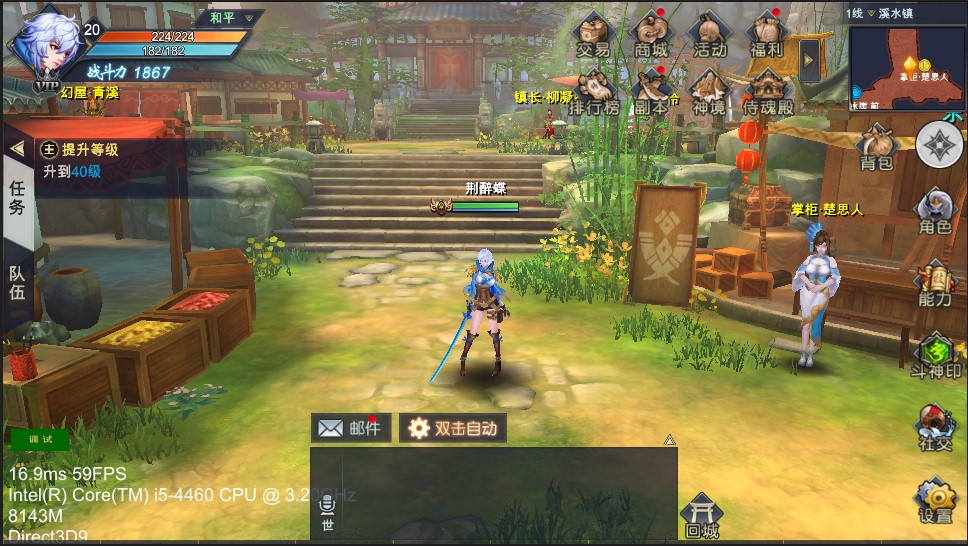 20
和平
224/224
182/182
战斗力 1867
VIP
幻屋·青溪
交易
商城
活动
福利
1线
溪水镇
镇长·柳凝
排行榜
副本
神境
侍魂殿
掌柜·楚思人
背包
主 提升等级
升到40级
任务
队伍
荆醉蝶
掌柜·楚思人
角色
能力
斗神印
社交
设置
邮件
双击自动
调试
16.9ms 59FPS
Intel(R) Core(TM) i5-4460 CPU @ 3.20GHz
8143M
Direct3D9
世
回城